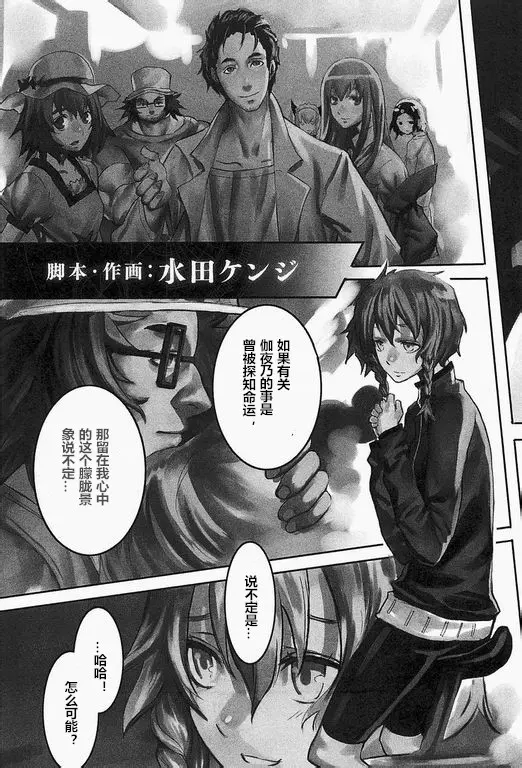 脚本・作画：水田ケンジ
如果有关
伽夜乃的事是
曾被探知命运，
那留在我心中
的这个朦胧景
象说不定…
说不定是…
…哈哈！
怎么可能？